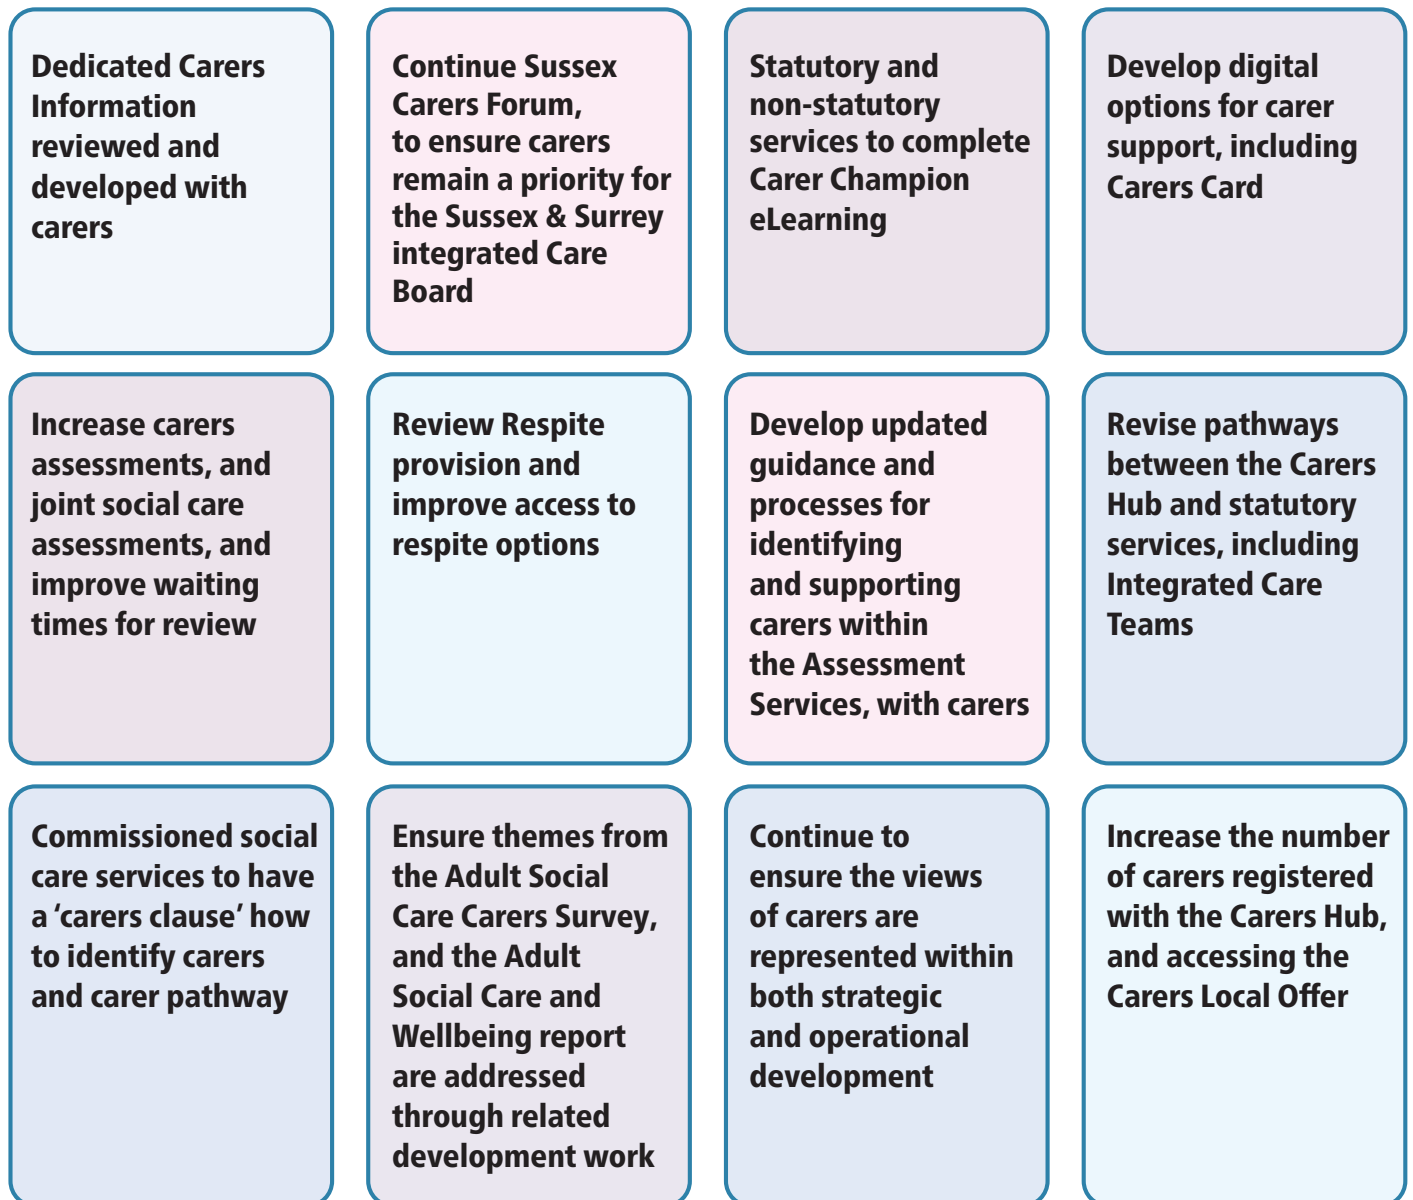 Dedicated Carers
Information
reviewed and
developed with
carers
Continue Sussex
Carers Forum,
to ensure carers
remain a priority for
the Sussex & Surrey
integrated Care
Board
Statutory and
non-statutory
services to complete
Carer Champion
eLearning
Develop digital
options for carer
support, including
Carers Card
Increase carers
assessments, and
joint social care
assessments, and
improve waiting
times for review
Review Respite
provision and
improve access to
respite options
Develop updated
guidance and
processes for
identifying
and supporting
carers within
the Assessment
Services, with carers
Revise pathways
between the Carers
Hub and statutory
services, including
Integrated Care
Teams
Commissioned social
care services to have
a ‘carers clause’ how
to identify carers
and carer pathway
Ensure themes from
the Adult Social
Care Carers Survey,
and the Adult
Social Care and
Wellbeing report
are addressed
through related
development work
Continue to
ensure the views
of carers are
represented within
both strategic
and operational
development
Increase the number
of carers registered
with the Carers Hub,
and accessing the
Carers Local Offer